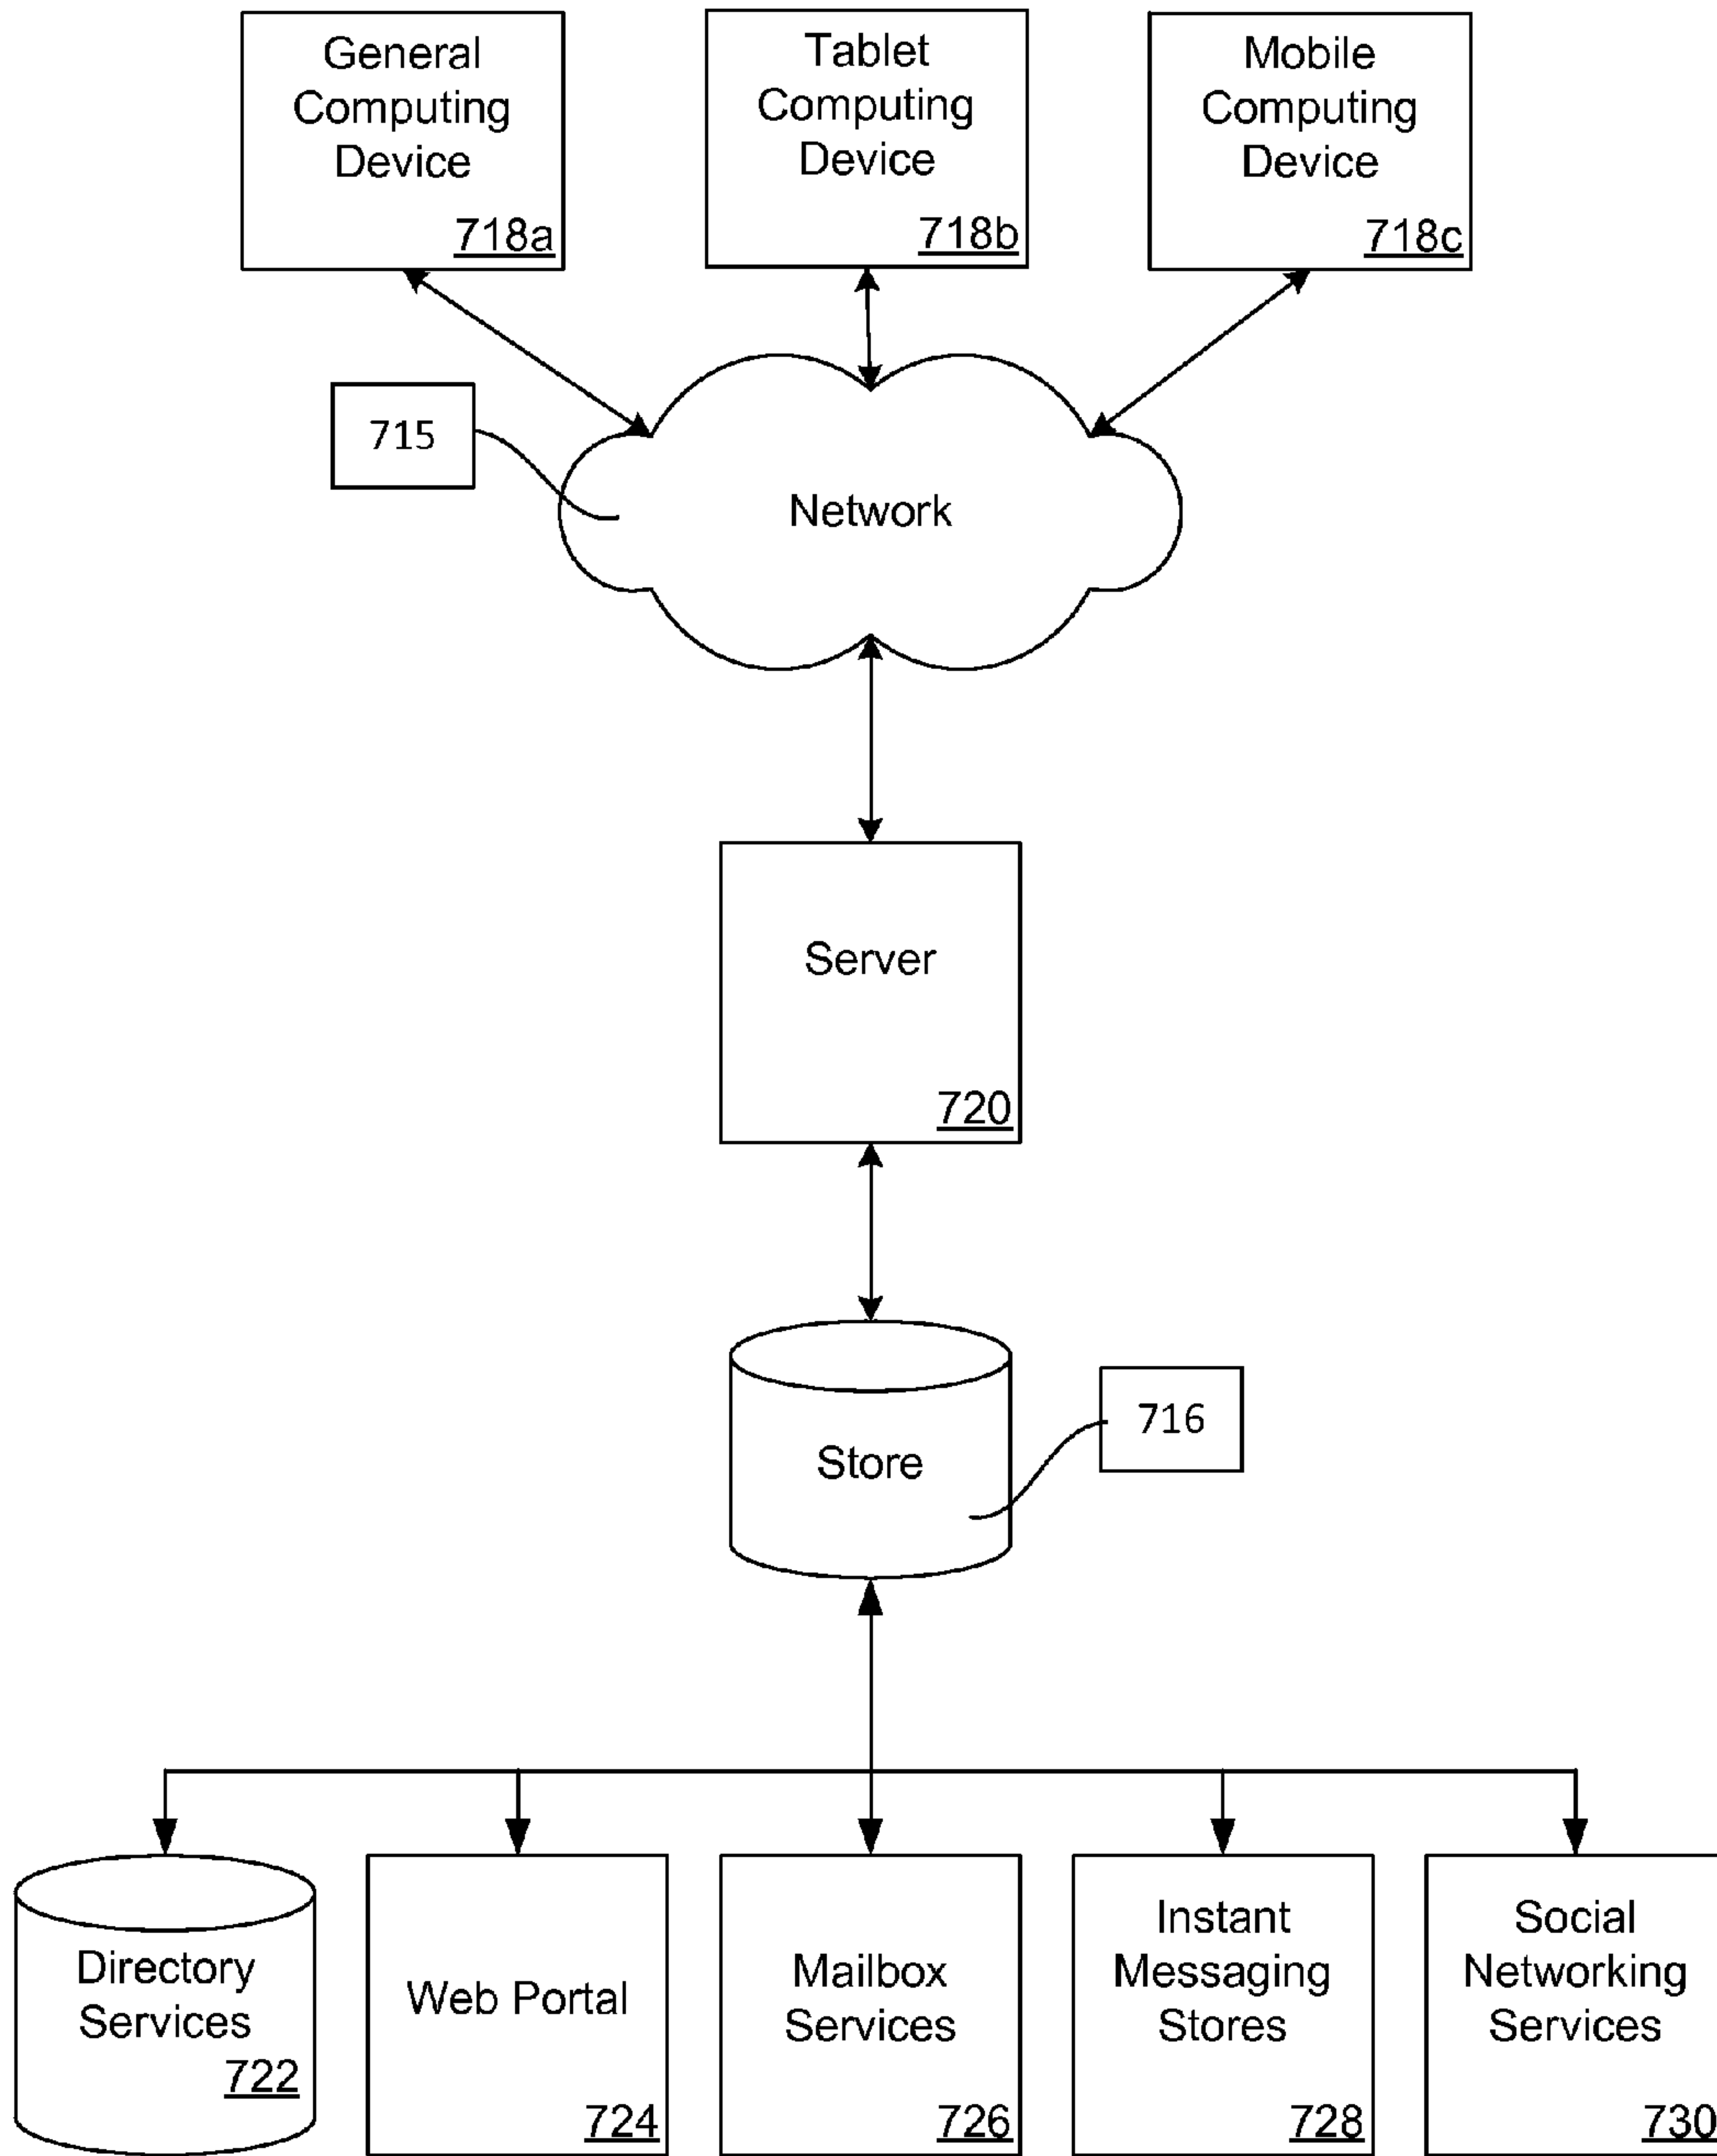 General
Computing
Device
718a
Tablet
Computing
Device
718b
Mobile
Computing
Device
718c
715
Network
Server
720
Store
716
Directory
Services
722
Web Portal
724
Mailbox
Services
726
Instant
Messaging
Stores
728
Social
Networking
Services
730